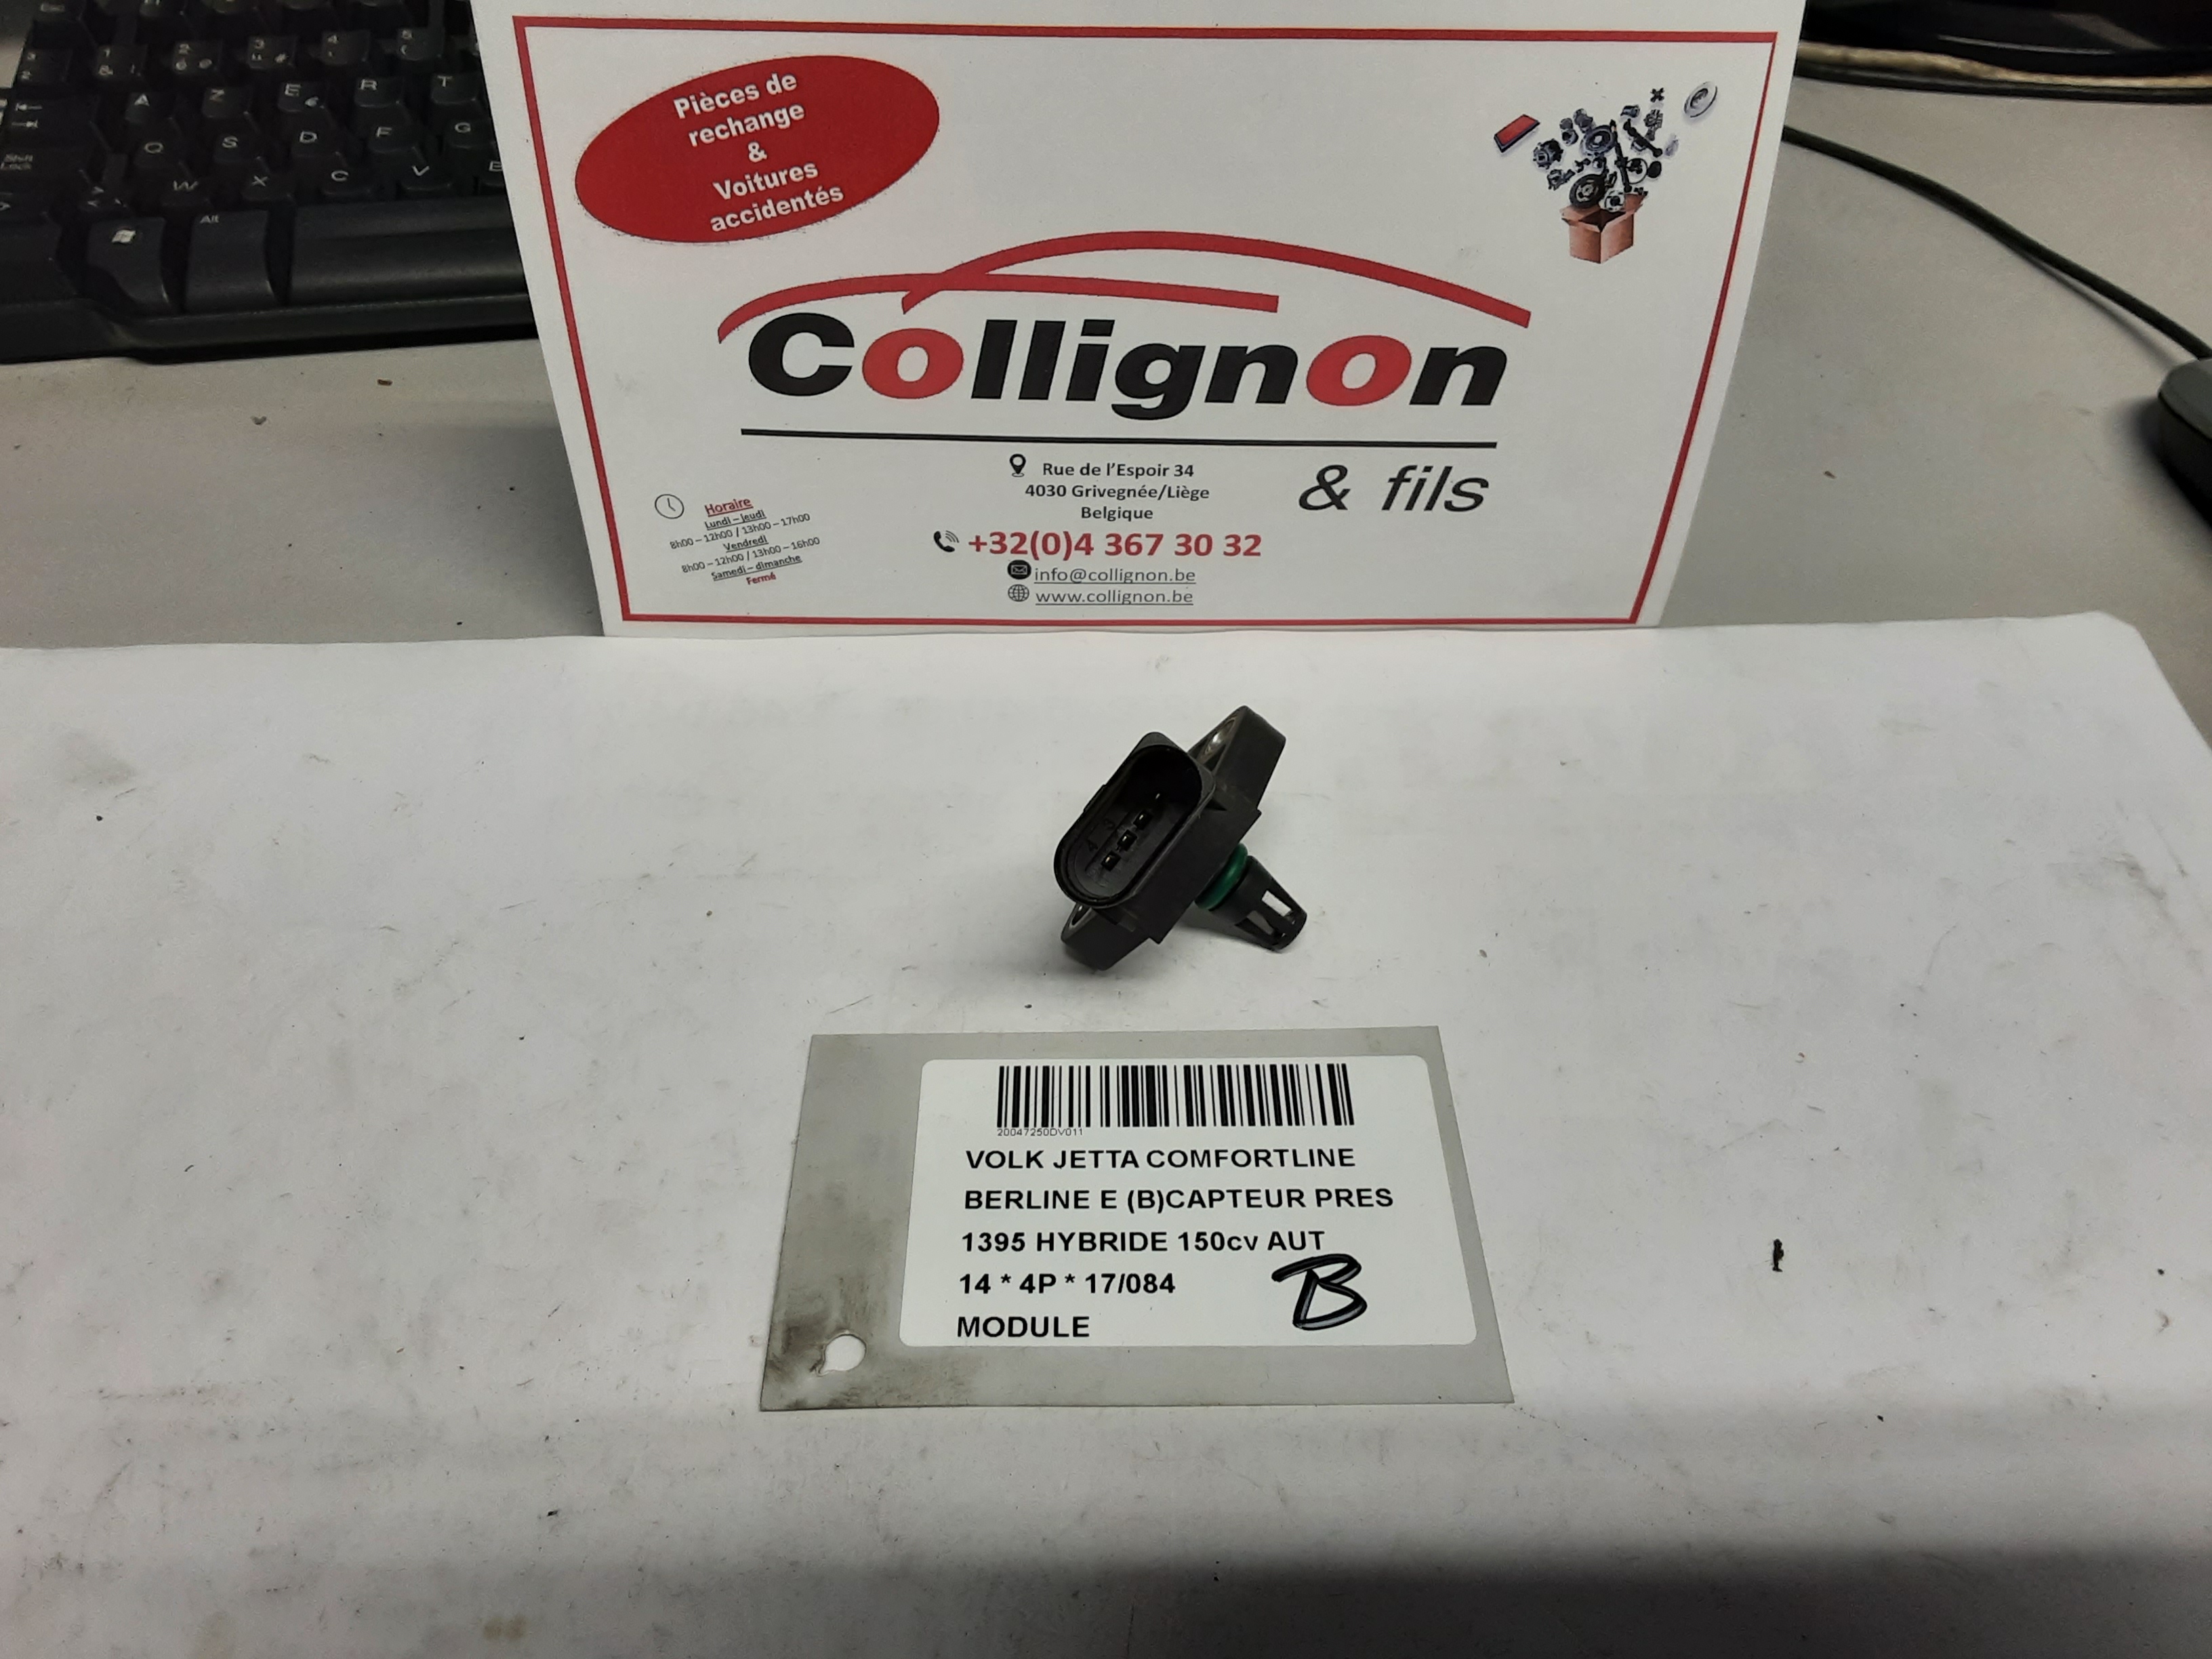 Pièces de
rechange
&
Voitures
accidentés
Collignon
& fils
Rue de l'Espoir 34
4030 Grivegnée/Liège
Belgique
+32(0)4 367 30 32
info@collignon.be
www.collignon.be
Horaire
Lundi – jeudi
8h00 – 12h00 / 13h00 – 17h00
Vendredi
8h00 – 12h00 / 13h00 – 16h00
Samedi – dimanche
Fermé
20047250DV011
VOLK JETTA COMFORTLINE
BERLINE E (B)CAPTEUR PRES
1395 HYBRIDE 150cv AUT
14 * 4P * 17/084
B
MODULE
A Z E R T
Q S D F G
W X C V B
Alt